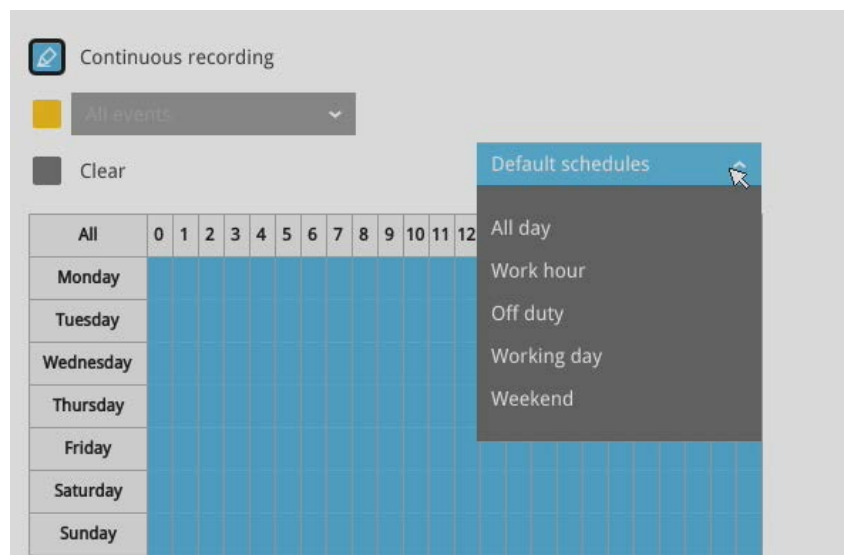 Continuous recording
All events
Clear
Default schedules
All day
Work hour
Off duty
Working day
Weekend
All 0 1 2 3 4 5 6 7 8 9 10 11 12
Monday
Tuesday
Wednesday
Thursday
Friday
Saturday
Sunday